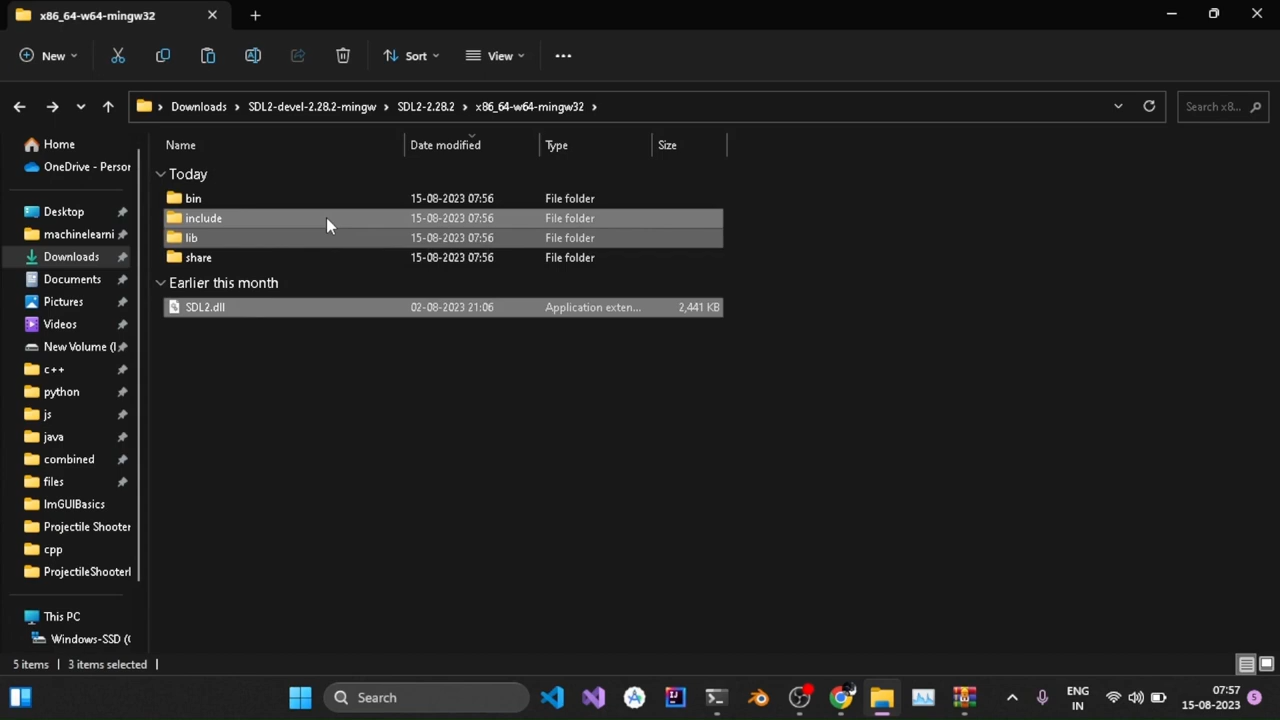 x86_64-w64-mingw32
New
Sort
View
Downloads > SDL2-devel-2.28.2-mingw > SDL2-2.28.2 > x86_64-w64-mingw32 >
Search x8...
Name Date modified Type Size
Home
OneDrive - Persor
Desktop
machinelearni
Downloads
Documents
Pictures
Videos
New Volume (I
c++
python
js
java
combined
files
ImGUIBasics
Projectile Shooter
cpp
ProjectileShooterI
This PC
Windows-SSD (
Today
bin 15-08-2023 07:56 File folder
include 15-08-2023 07:56 File folder
lib 15-08-2023 07:56 File folder
share 15-08-2023 07:56 File folder
Earlier this month
SDL2.dll 02-08-2023 21:06 Application exten... 2,441 KB
5 items | 3 items selected |
Search
ENG
IN
07:57
15-08-2023
5